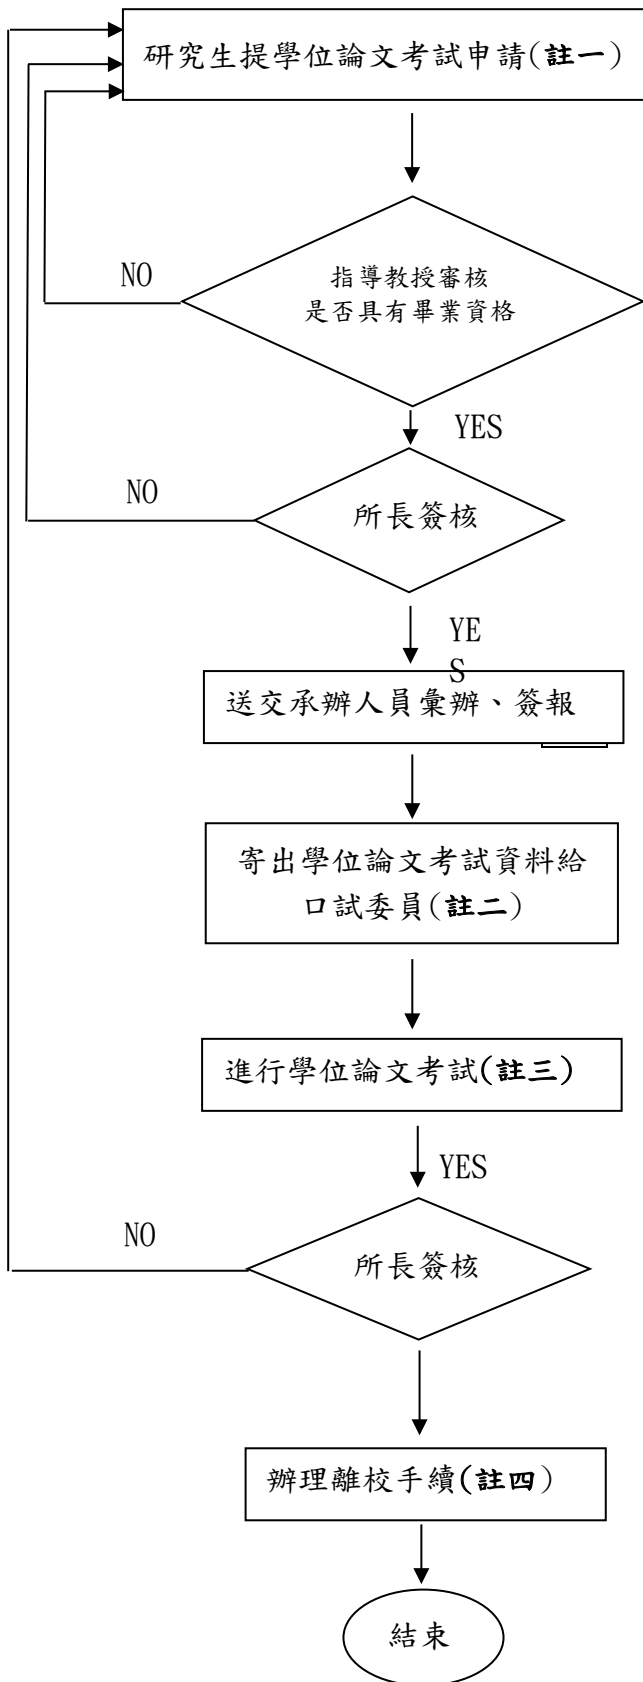 研究生提學位論文考試申請(註一)
NO
指導教授審核
是否具有畢業資格
YES
NO
所長簽核
YE
S
送交承辦人員彙辦、簽報
寄出學位論文考試資料給
口試委員(註二)
進行學位論文考試(註三)
YES
NO
所長簽核
辦理離校手續(註四)
結束